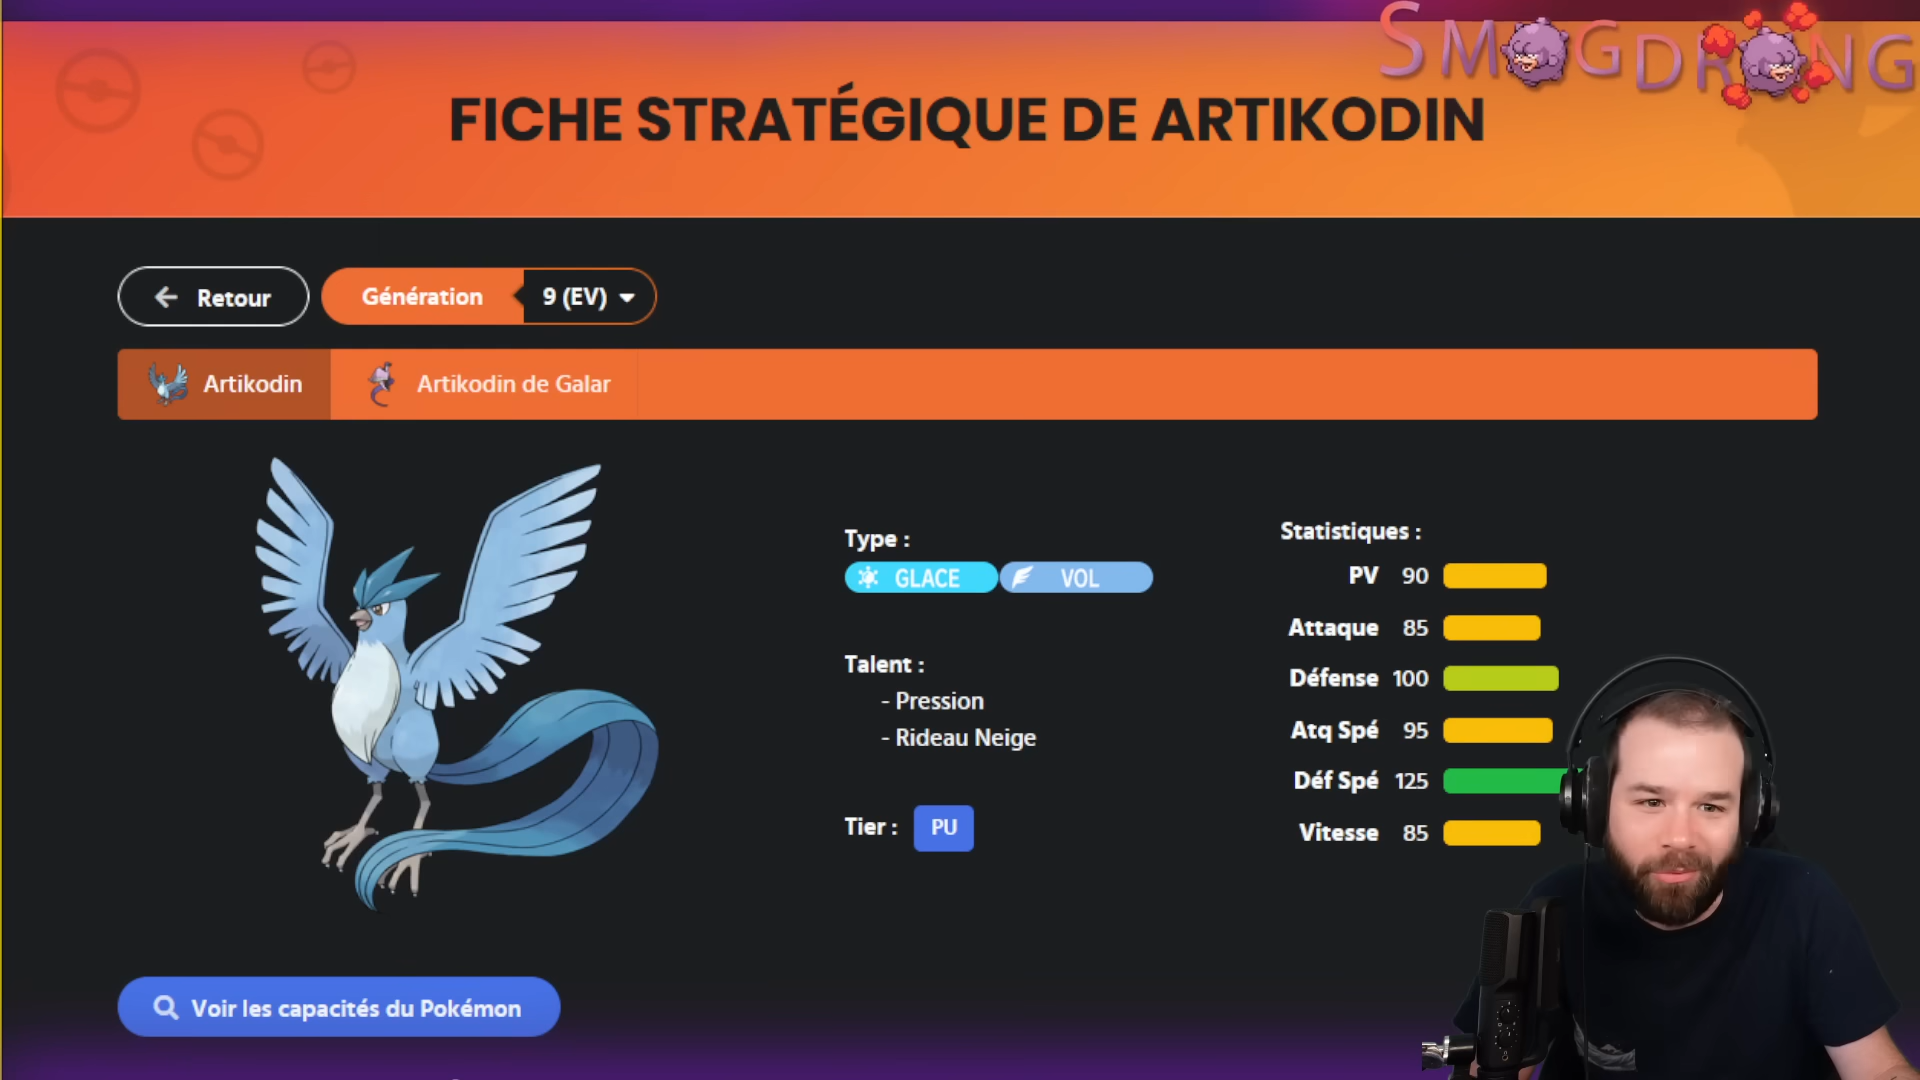 SMOGDRONG
FICHE STRATÉGIQUE DE ARTIKODIN
Retour
Génération
9 (EV)
Artikodin
Artikodin de Galar
Type :
GLACE
VOL
Talent :
- Pression
- Rideau Neige
Tier :
PU
Statistiques :
PV 90
Attaque 85
Défense 100
Atq Spé 95
Déf Spé 125
Vitesse 85
Voir les capacités du Pokémon